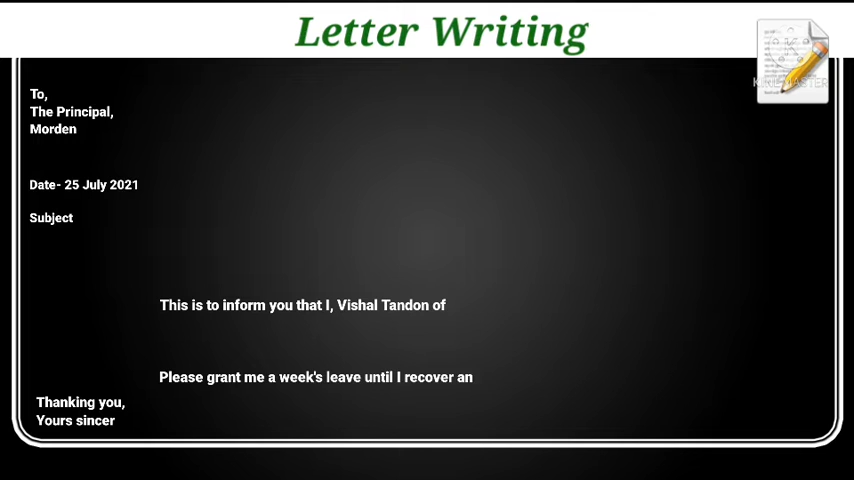 Letter Writing
To,
The Principal,
Morden
Date- 25 July 2021
Subject
This is to inform you that I, Vishal Tandon of
Please grant me a week's leave until I recover an
Thanking you,
Yours sincer